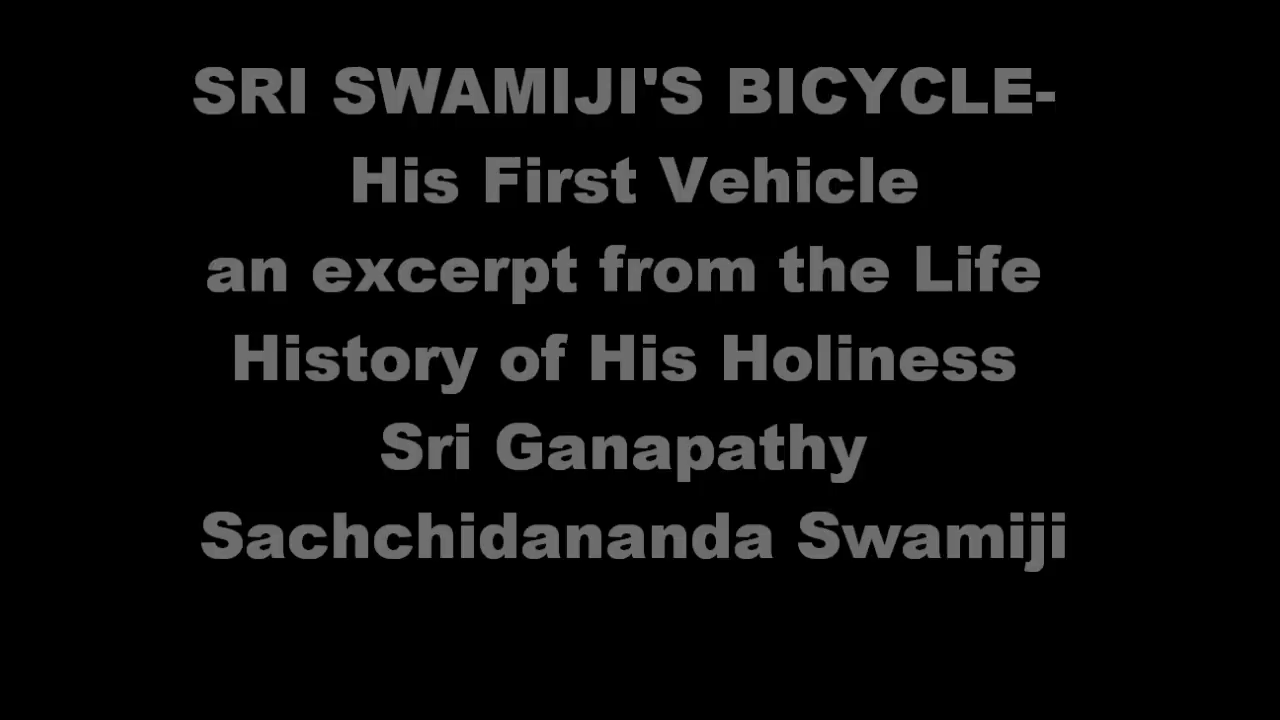 SRI SWAMIJI'S BICYCLE-
His First Vehicle
an excerpt from the Life
History of His Holiness
Sri Ganapathy
Sachchidananda Swamiji